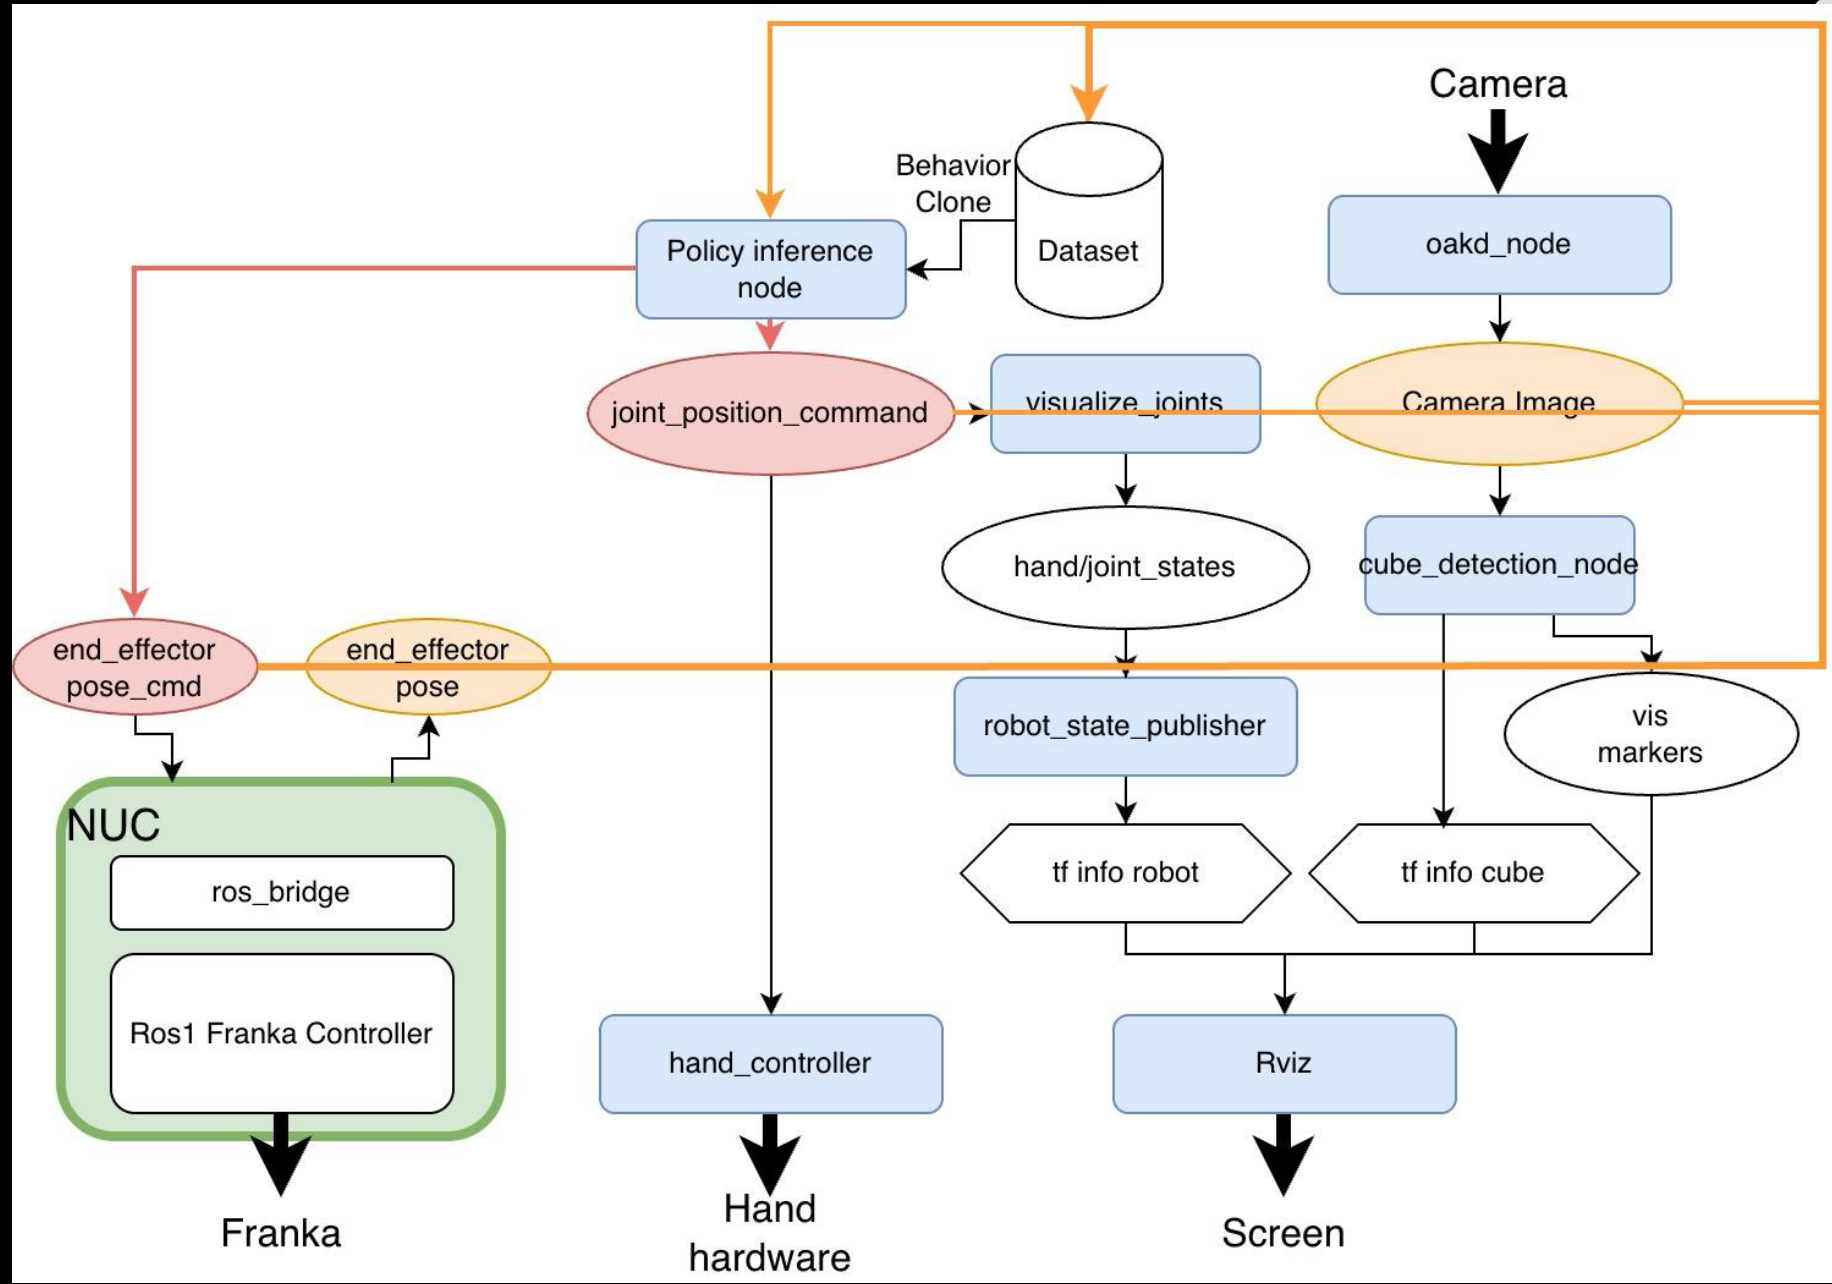 Camera
Behavior
Clone
Dataset
oakd_node
Policy inference
node
joint_position_command
visualize_joints
Camera Image
hand/joint_states
cube_detection_node
end_effector
pose_cmd
end_effector
pose
robot_state_publisher
vis
markers
NUC
ros_bridge
tf info robot
tf info cube
Ros1 Franka Controller
hand_controller
Rviz
Franka
Hand
hardware
Screen